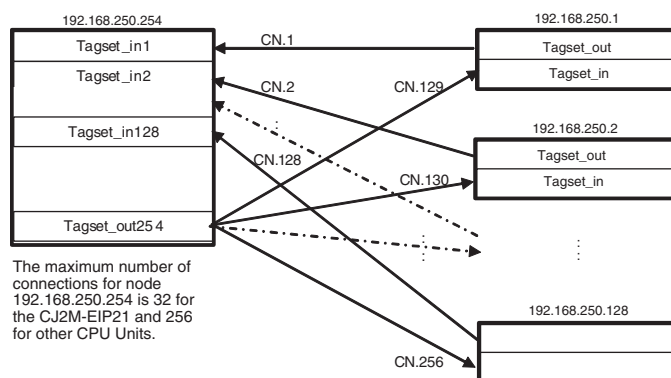 192.168.250.254
192.168.250.1
Tagset_in1
CN.1
Tagset_out
Tagset_in2
CN.2
CN.129
Tagset_in
192.168.250.2
Tagset_in128
CN.128
Tagset_out
CN.130
Tagset_in
Tagset_out25 4
The maximum number of
connections for node
192.168.250.254 is 32 for
the CJ2M-EIP21 and 256
for other CPU Units.
192.168.250.128
CN.256